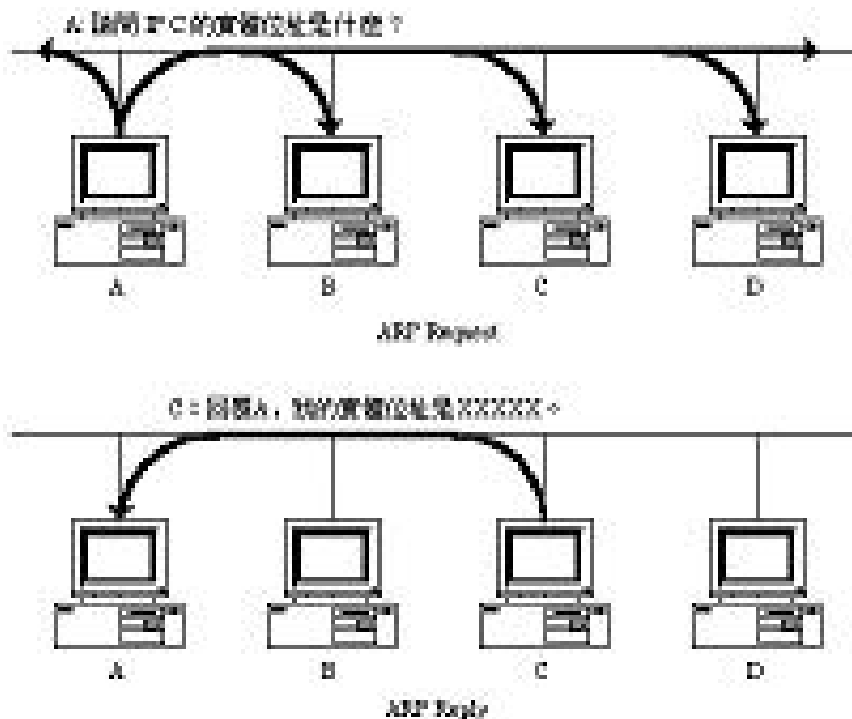 A:請問IP C的實體位址是什麼?
A B C D
ARP Request
C:回覆A,我的實體位址是XXXXX。
A B C D
ARP Reply